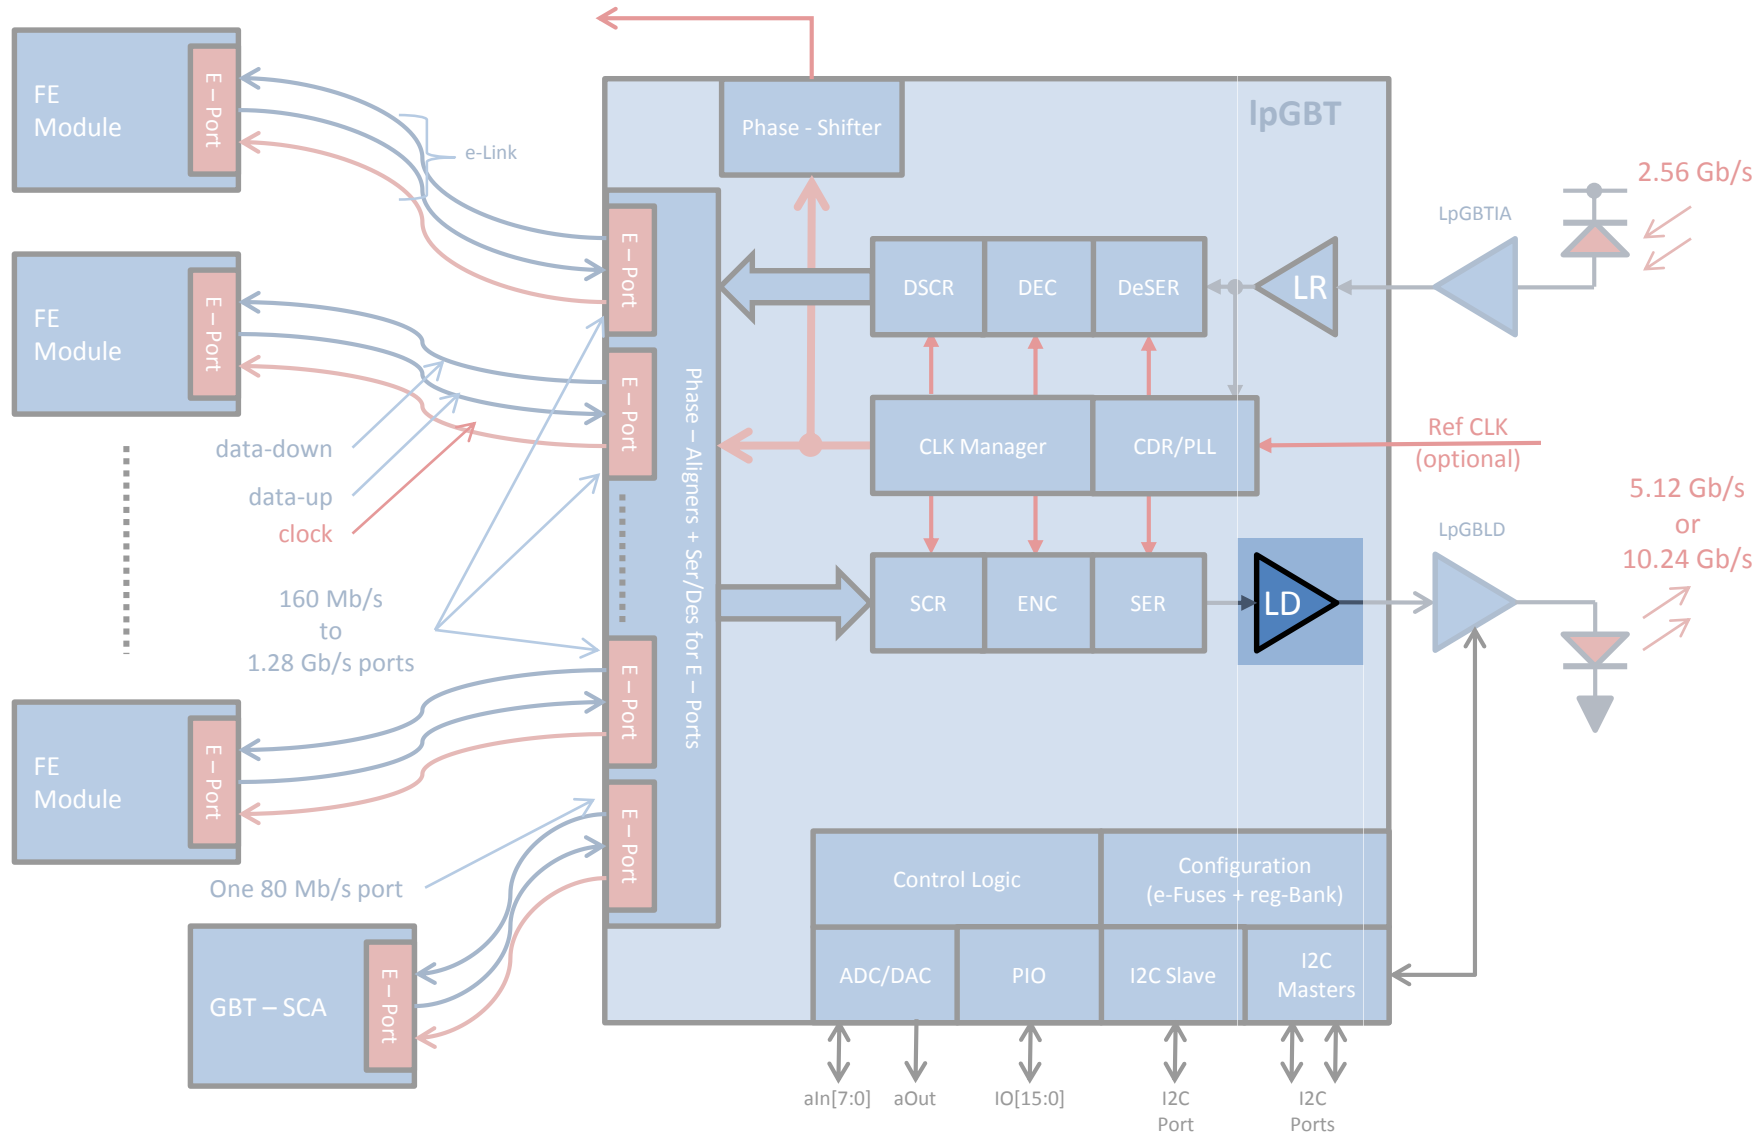 lpGBT
FE
Module
E – Port
e-Link
Phase - Shifter
2.56 Gb/s
LpGBTIA
E – Port
DSCR
DEC
DeSER
LR
FE
Module
E – Port
E – Port
Phase – Aligners + Ser/Des for E – Ports
data-down
data-up
clock
CLK Manager
CDR/PLL
Ref CLK
(optional)
5.12 Gb/s
or
10.24 Gb/s
LpGBLD
160 Mb/s
to
1.28 Gb/s ports
SCR
ENC
SER
LD
E – Port
FE
Module
E – Port
E – Port
One 80 Mb/s port
Control Logic
Configuration
(e-Fuses + reg-Bank)
GBT – SCA
E – Port
ADC/DAC
PIO
I2C Slave
I2C
Masters
aIn[7:0]
aOut
IO[15:0]
I2C
Port
I2C
Ports